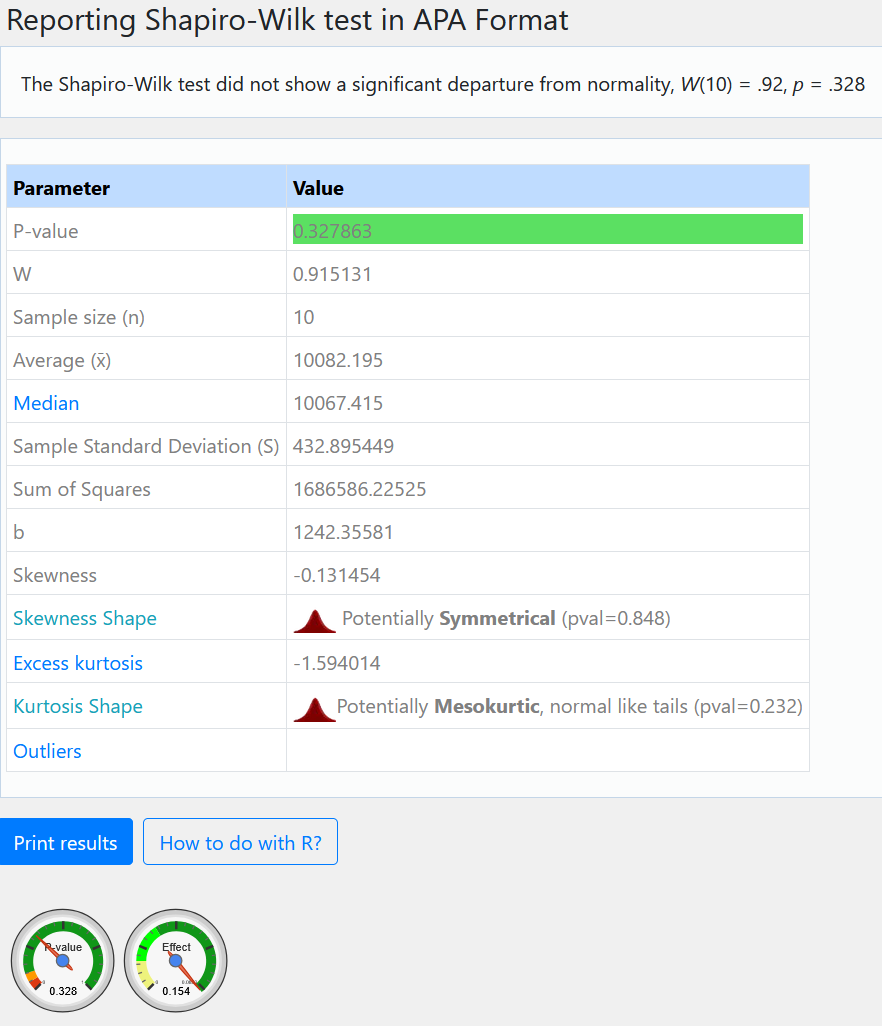 Reporting Shapiro-Wilk test in APA Format
The Shapiro-Wilk test did not show a significant departure from normality, W(10) = .92, p = .328
Parameter Value
P-value 0.327863
W 0.915131
Sample size (n) 10
Average (x̄) 10082.195
Median 10067.415
Sample Standard Deviation (S) 432.895449
Sum of Squares 1686586.22525
b 1242.35581
Skewness -0.131454
Skewness Shape Potentially Symmetrical (pval=0.848)
Excess kurtosis -1.594014
Kurtosis Shape Potentially Mesokurtic, normal like tails (pval=0.232)
Outliers
Print results How to do with R?
P-value Effect
0.328 0.154